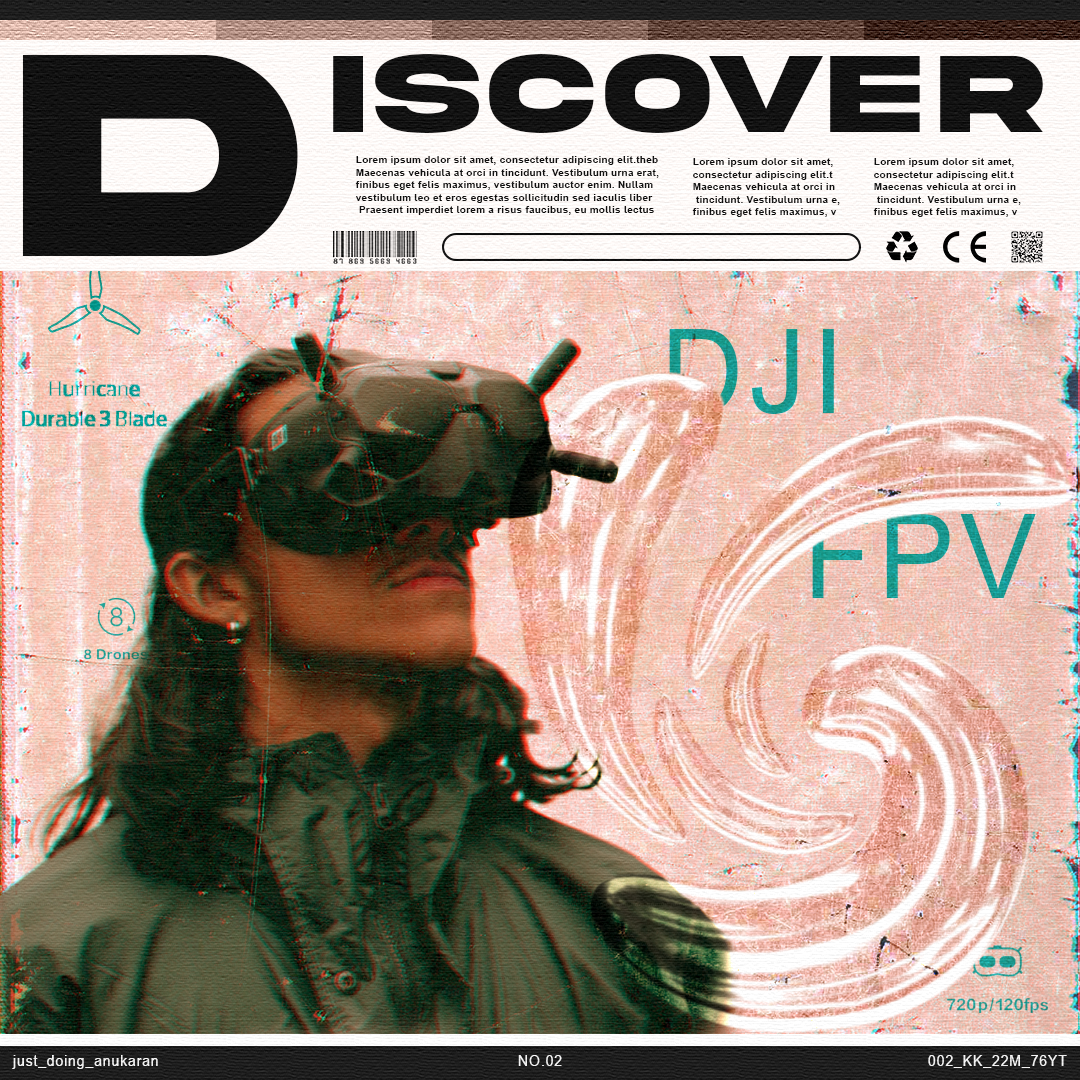 DISCOVER
Lorem ipsum dolor sit amet, consectetur adipiscing elit.theb
Maecenas vehicula at orci in tincidunt. Vestibulum urna erat,
finibus eget felis maximus, vestibulum auctor enim. Nullam
vestibulum leo et eros egestas sollicitudin sed iaculis liber
Praesent imperdiet lorem a risus faucibus, eu mollis lectus
Lorem ipsum dolor sit amet,
consectetur adipiscing elit.t
Maecenas vehicula at orci in
tincidunt. Vestibulum urna e,
finibus eget felis maximus, v
Lorem ipsum dolor sit amet,
consectetur adipiscing elit.t
Maecenas vehicula at orci in
tincidunt. Vestibulum urna e,
finibus eget felis maximus, v
CE
DJI
Hurricane
Durable 3 Blade
FPV
8
8 Drones
720p/120fps
just_doing_anukaran
NO.02
002_KK_22M_76YT